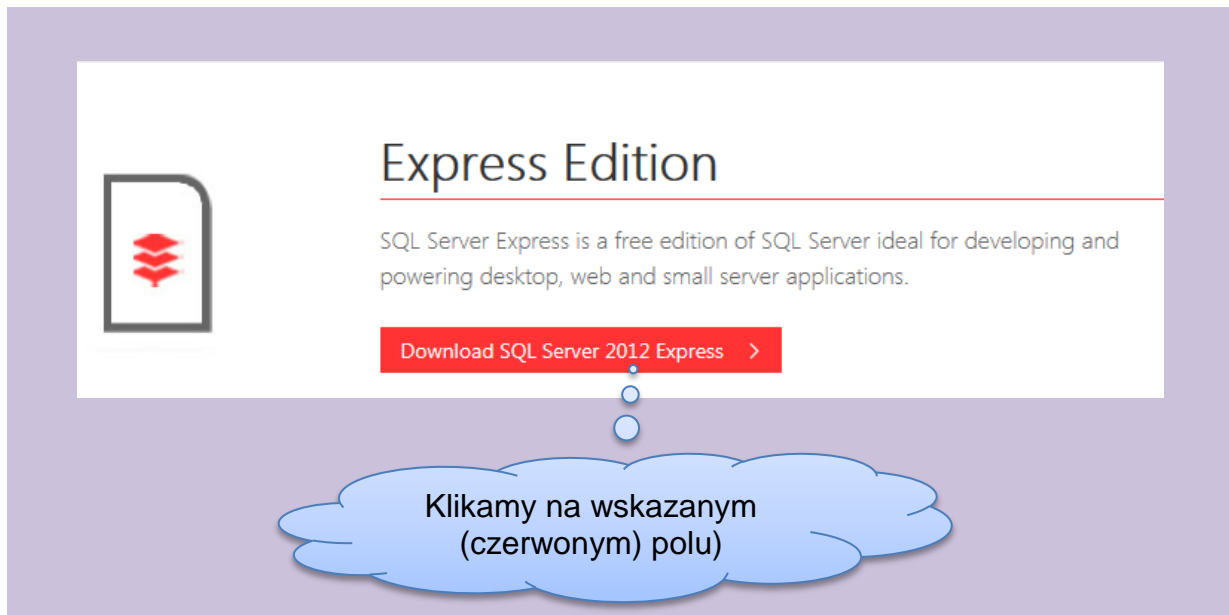 Express Edition
SQL Server Express is a free edition of SQL Server ideal for developing and
powering desktop, web and small server applications.
Download SQL Server 2012 Express
Klikamy na wskazanym
(czerwonym) polu)